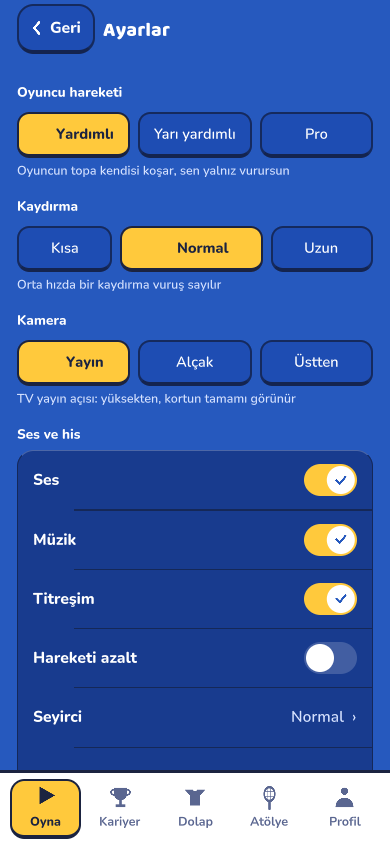 Geri
Ayarlar
Oyuncu hareketi
Yardımlı
Yarı yardımlı
Pro
Oyuncun topa kendisi koşar, sen yalnız vurursun
Kaydırma
Kısa
Normal
Uzun
Orta hızda bir kaydırma vuruş sayılır
Kamera
Yayın
Alçak
Üstten
TV yayın açısı: yüksekten, kortun tamamı görünür
Ses ve his
Ses
Müzik
Titreşim
Hareketi azalt
Seyirci
Normal ›
Oyna
Kariyer
Dolap
Atölye
Profil